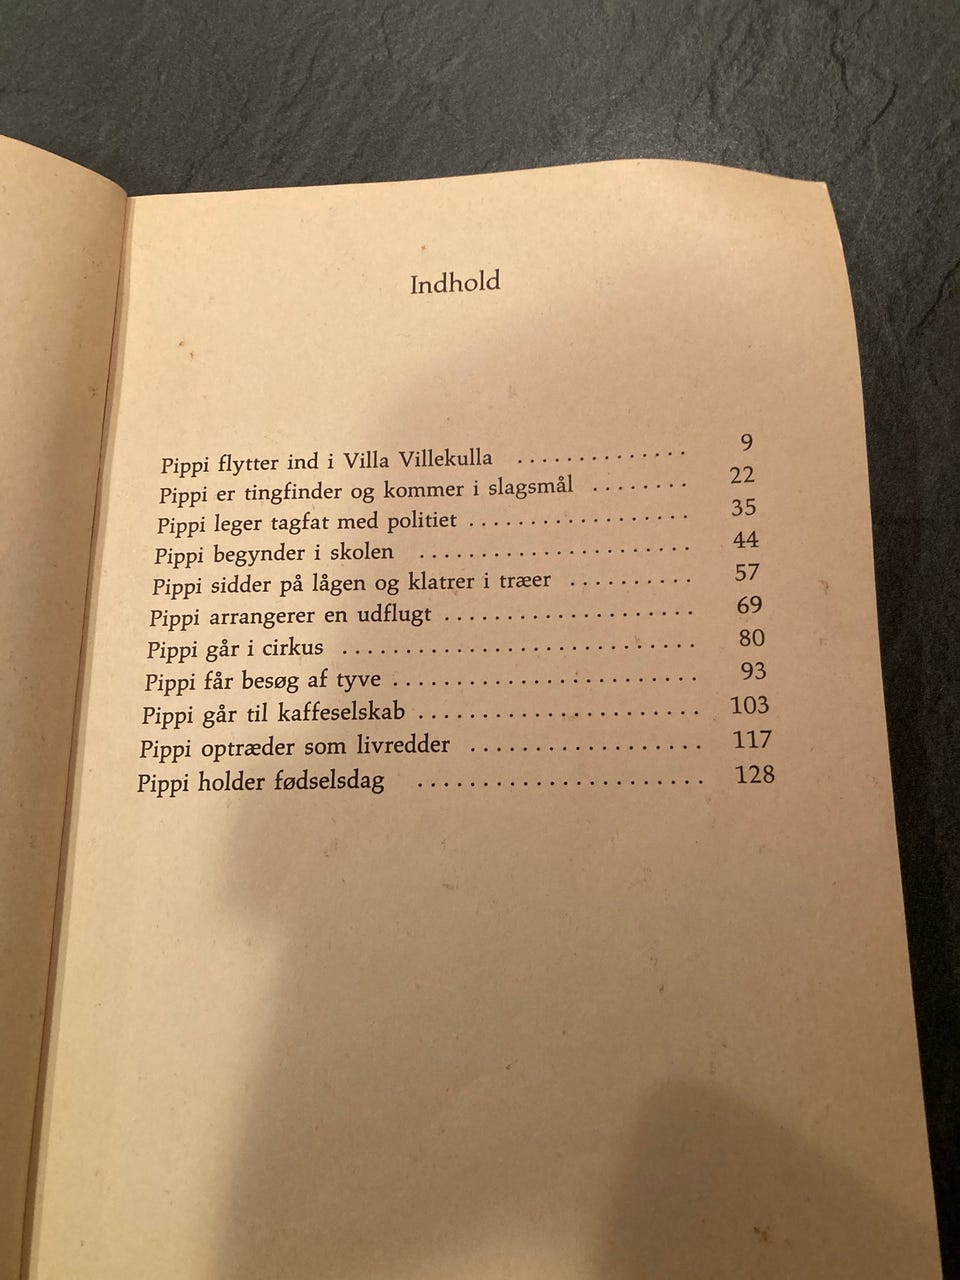 Indhold
Pippi flytter ind i Villa Villekulla .............. 9
Pippi er tingfinder og kommer i slagsmål ........ 22
Pippi leger tagfat med politiet ................. 35
Pippi begynder i skolen ..................... 44
Pippi sidder på lågen og klatrer i træer .......... 57
Pippi arrangerer en udflugt .................... 69
Pippi går i cirkus ............................ 80
Pippi får besøg af tyve ........................ 93
Pippi går til kaffeselskab ...................... 103
Pippi optræder som livredder .................. 117
Pippi holder fødselsdag ...................... 128